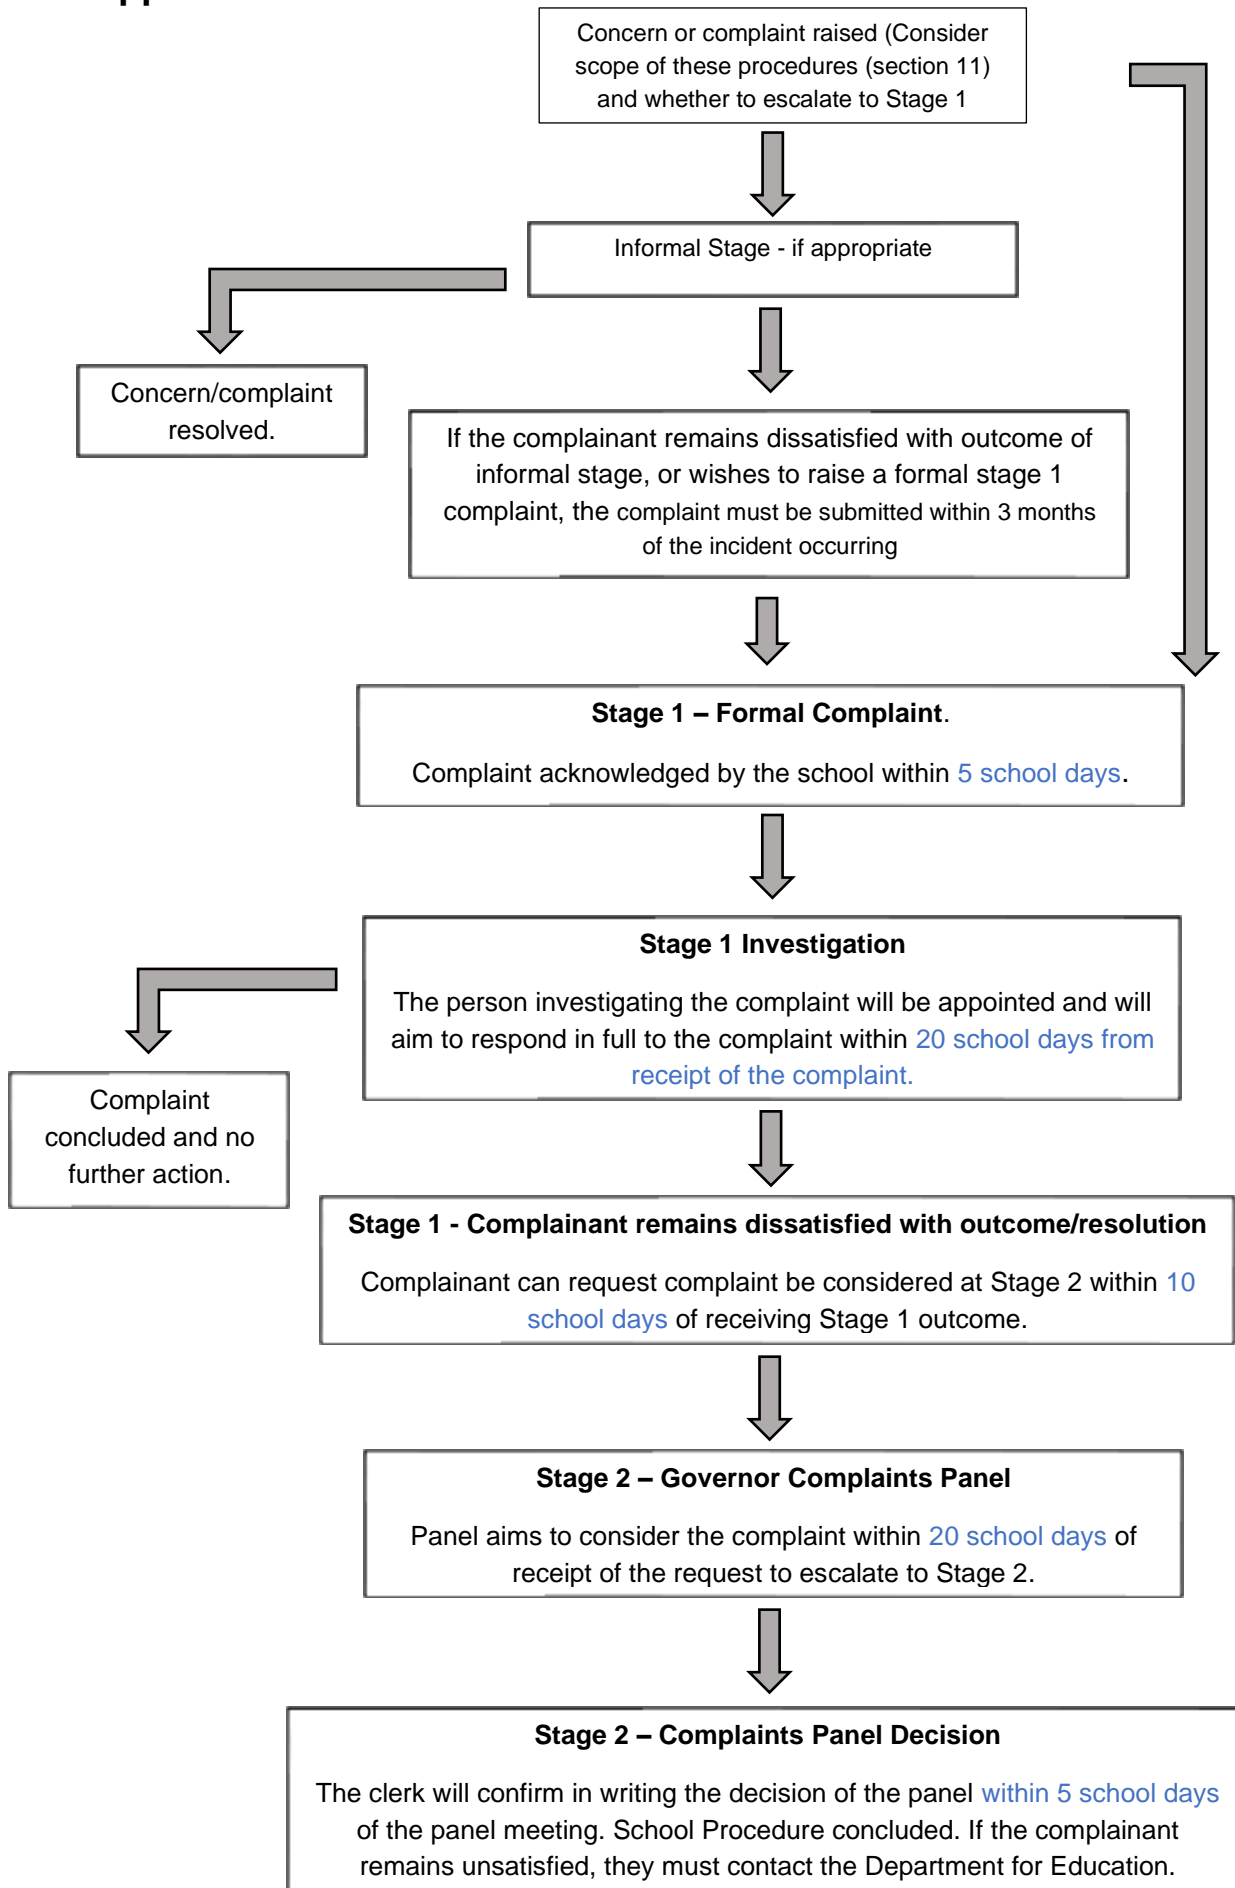 Concern or complaint raised (Consider
scope of these procedures (section 11)
and whether to escalate to Stage 1
Informal Stage - if appropriate
Concern/complaint
resolved.
If the complainant remains dissatisfied with outcome of
informal stage, or wishes to raise a formal stage 1
complaint, the complaint must be submitted within 3 months
of the incident occurring
Stage 1 – Formal Complaint.
Complaint acknowledged by the school within 5 school days.
Stage 1 Investigation
The person investigating the complaint will be appointed and will
aim to respond in full to the complaint within 20 school days from
receipt of the complaint.
Complaint
concluded and no
further action.
Stage 1 - Complainant remains dissatisfied with outcome/resolution
Complainant can request complaint be considered at Stage 2 within 10
school days of receiving Stage 1 outcome.
Stage 2 – Governor Complaints Panel
Panel aims to consider the complaint within 20 school days of
receipt of the request to escalate to Stage 2.
Stage 2 – Complaints Panel Decision
The clerk will confirm in writing the decision of the panel within 5 school days
of the panel meeting. School Procedure concluded. If the complainant
remains unsatisfied, they must contact the Department for Education.